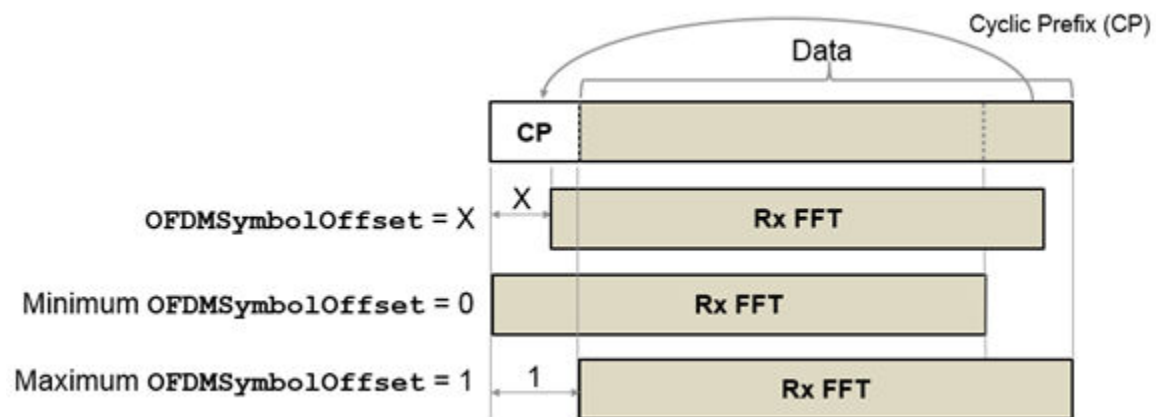 Cyclic Prefix (CP)
Data
CP
X
OFDMSymbolOffset = X
Rx FFT
Minimum OFDMSymbolOffset = 0
Rx FFT
Maximum OFDMSymbolOffset = 1
1
Rx FFT